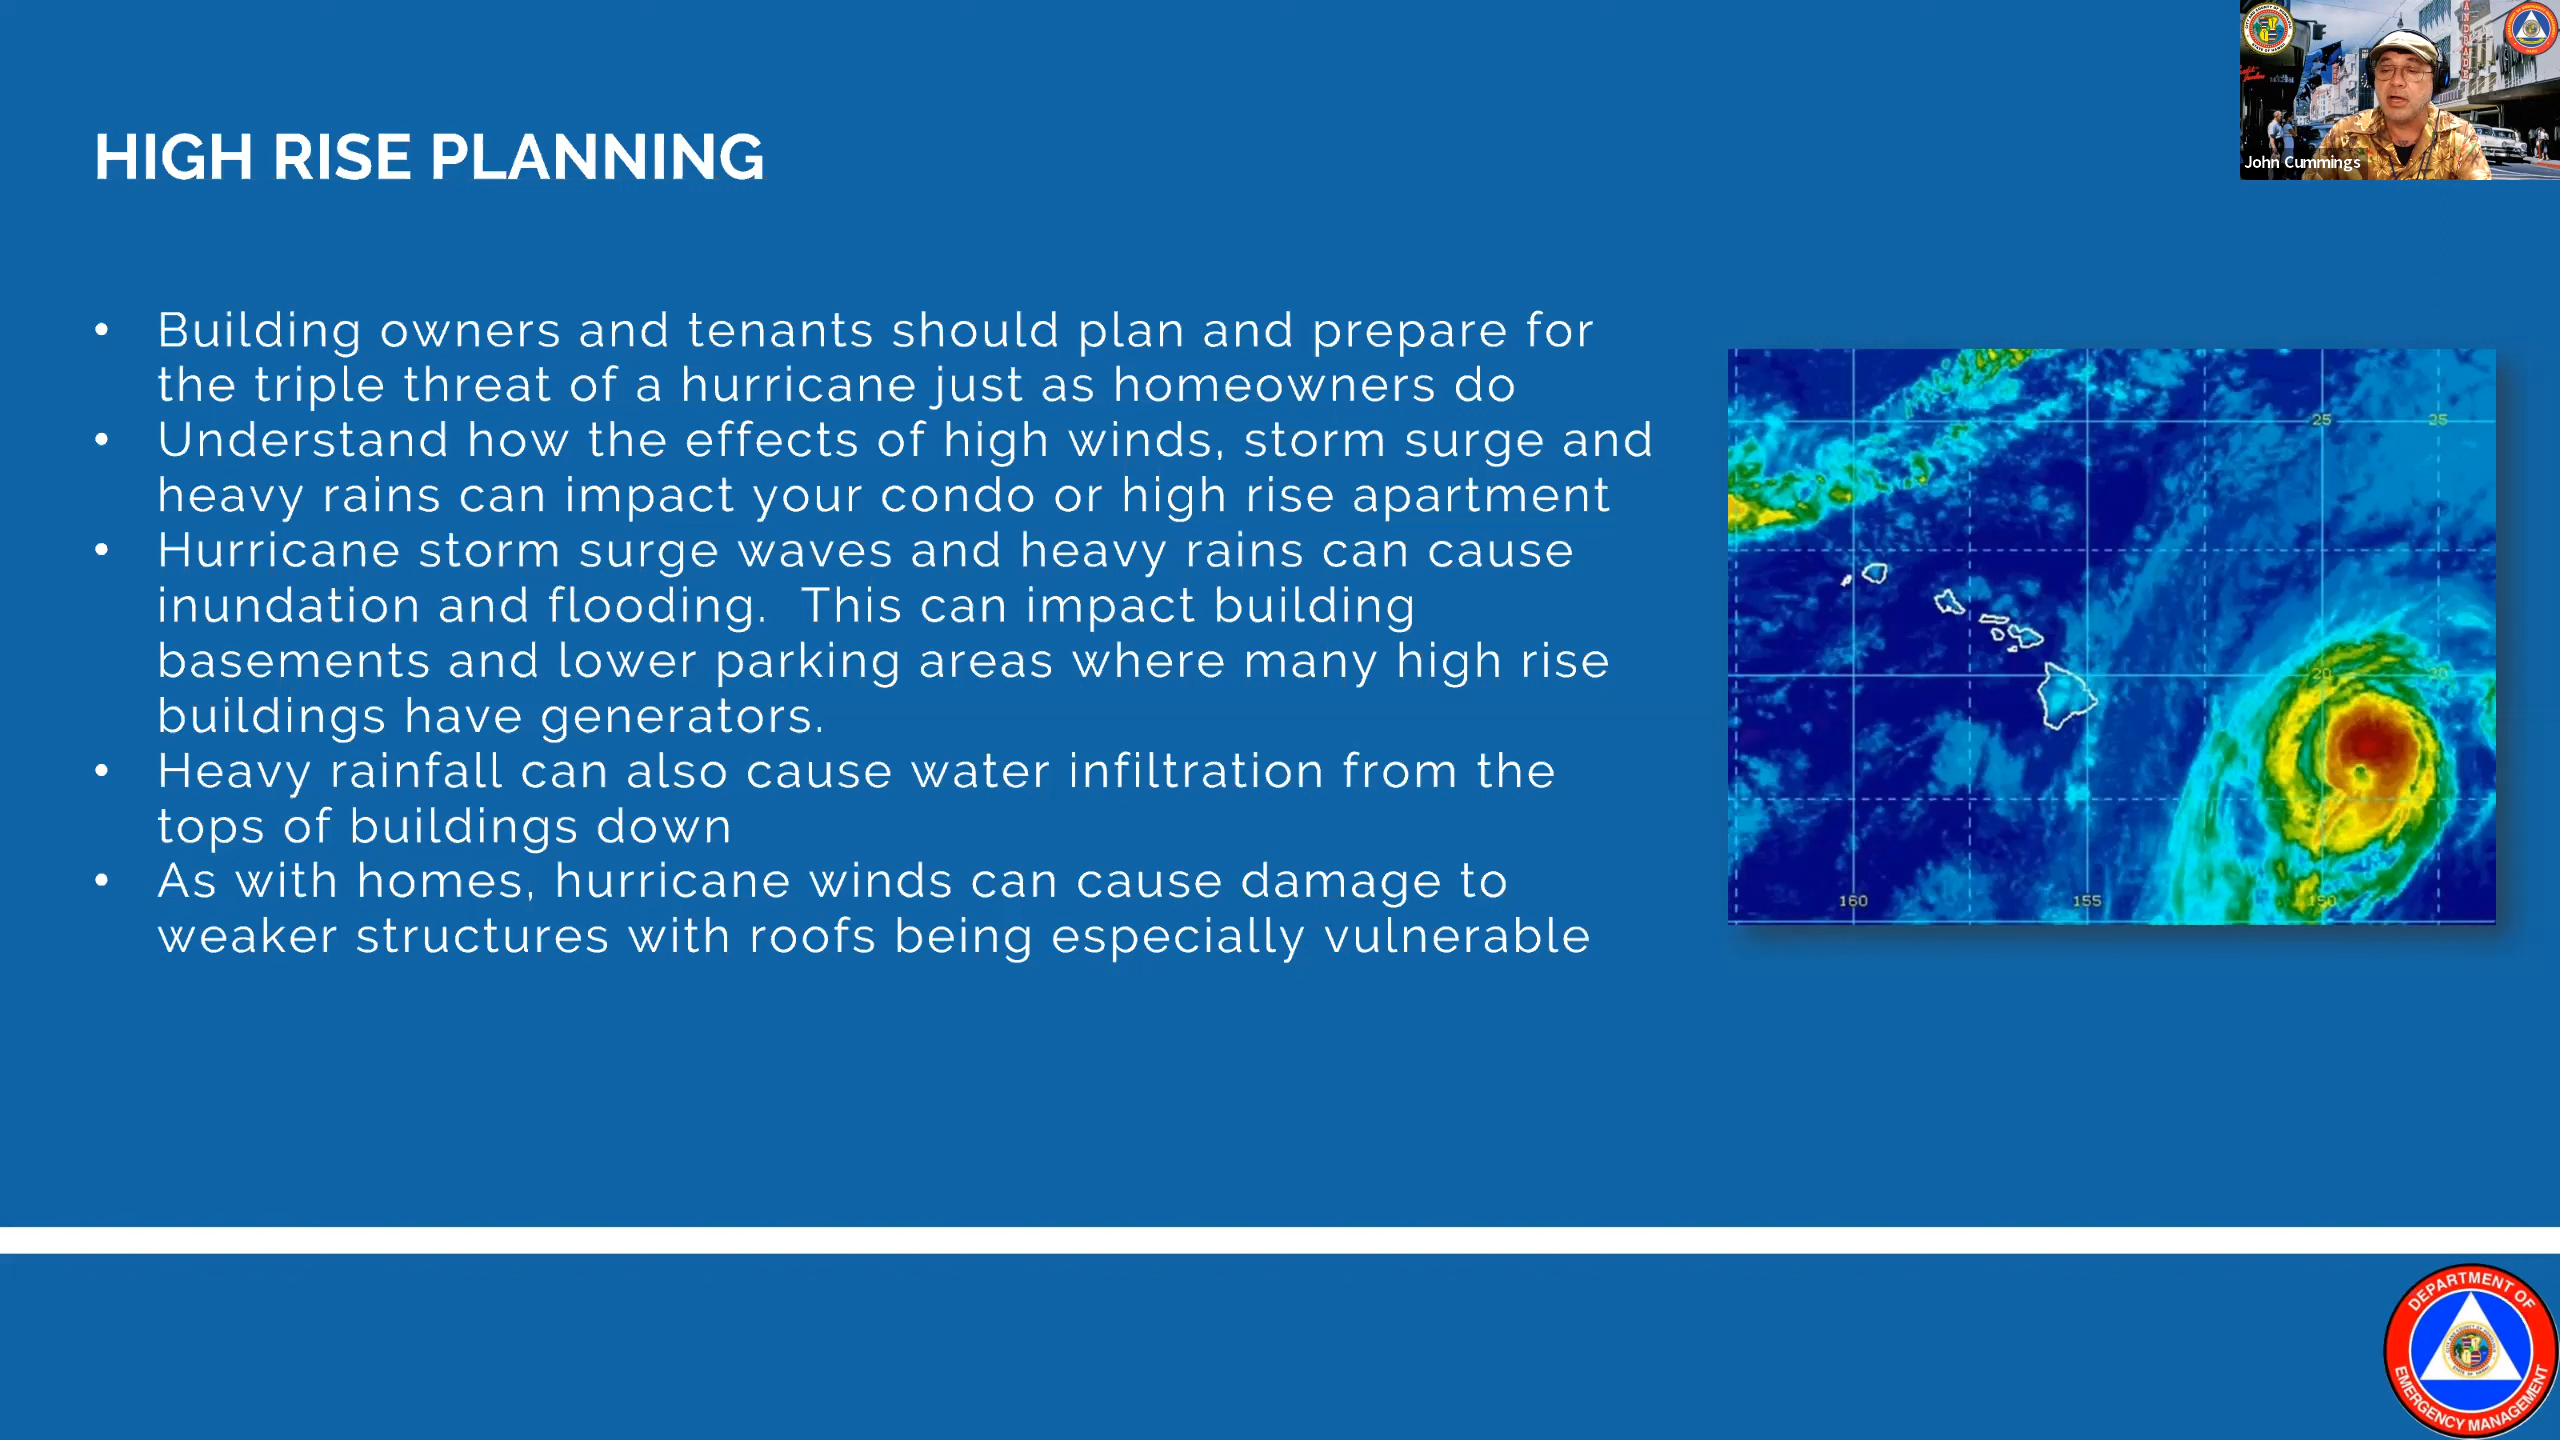 John Cummings
HIGH RISE PLANNING
• Building owners and tenants should plan and prepare for
the triple threat of a hurricane just as homeowners do
• Understand how the effects of high winds, storm surge and
heavy rains can impact your condo or high rise apartment
• Hurricane storm surge waves and heavy rains can cause
inundation and flooding.  This can impact building
basements and lower parking areas where many high rise
buildings have generators.
• Heavy rainfall can also cause water infiltration from the
tops of buildings down
• As with homes, hurricane winds can cause damage to
weaker structures with roofs being especially vulnerable
25 25
20 20
160 155 150
DEPARTMENT OF
EMERGENCY MANAGEMENT